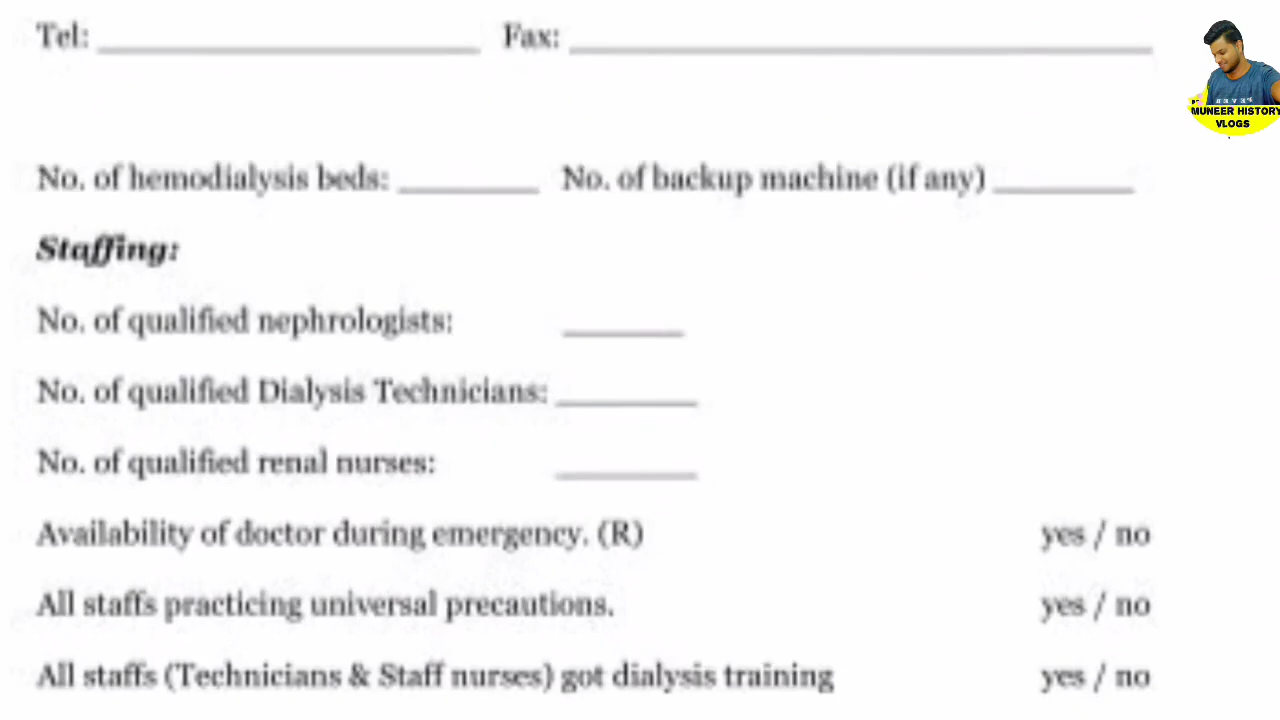 Tel: ____________ Fax: ____________
MUNEER HISTORY
VLOGS
No. of hemodialysis beds: ________ No. of backup machine (if any) ________
Staffing:
No. of qualified nephrologists: ________
No. of qualified Dialysis Technicians: ________
No. of qualified renal nurses: ________
Availability of doctor during emergency. (R) yes / no
All staffs practicing universal precautions. yes / no
All staffs (Technicians & Staff nurses) got dialysis training yes / no